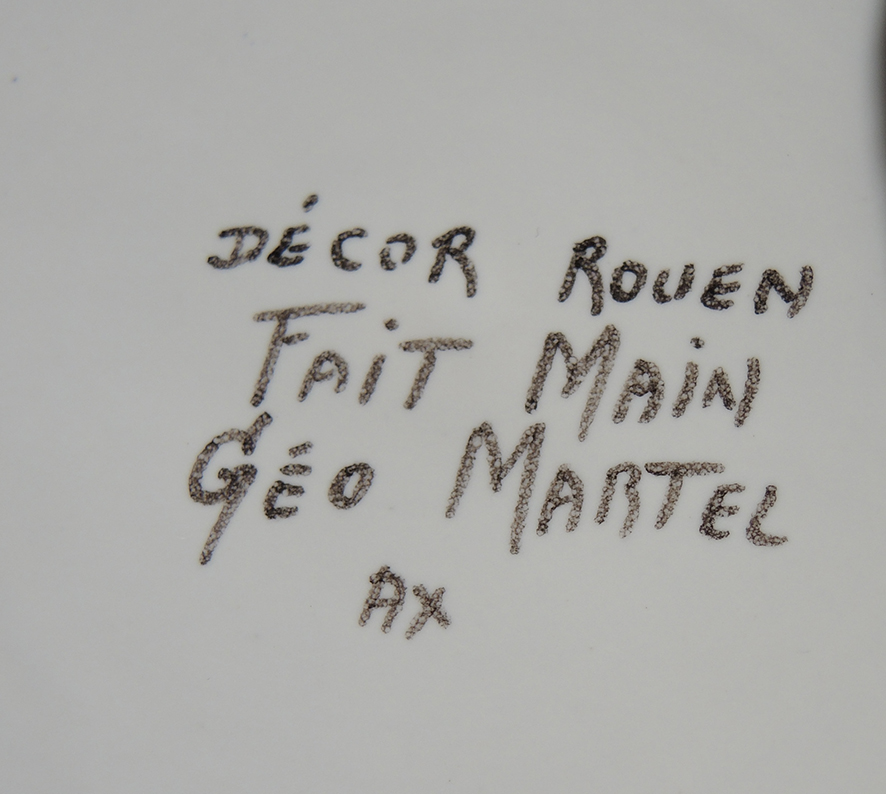 DÉCOR ROUEN
FAiT MAiN
GÉO MARTEL
AX